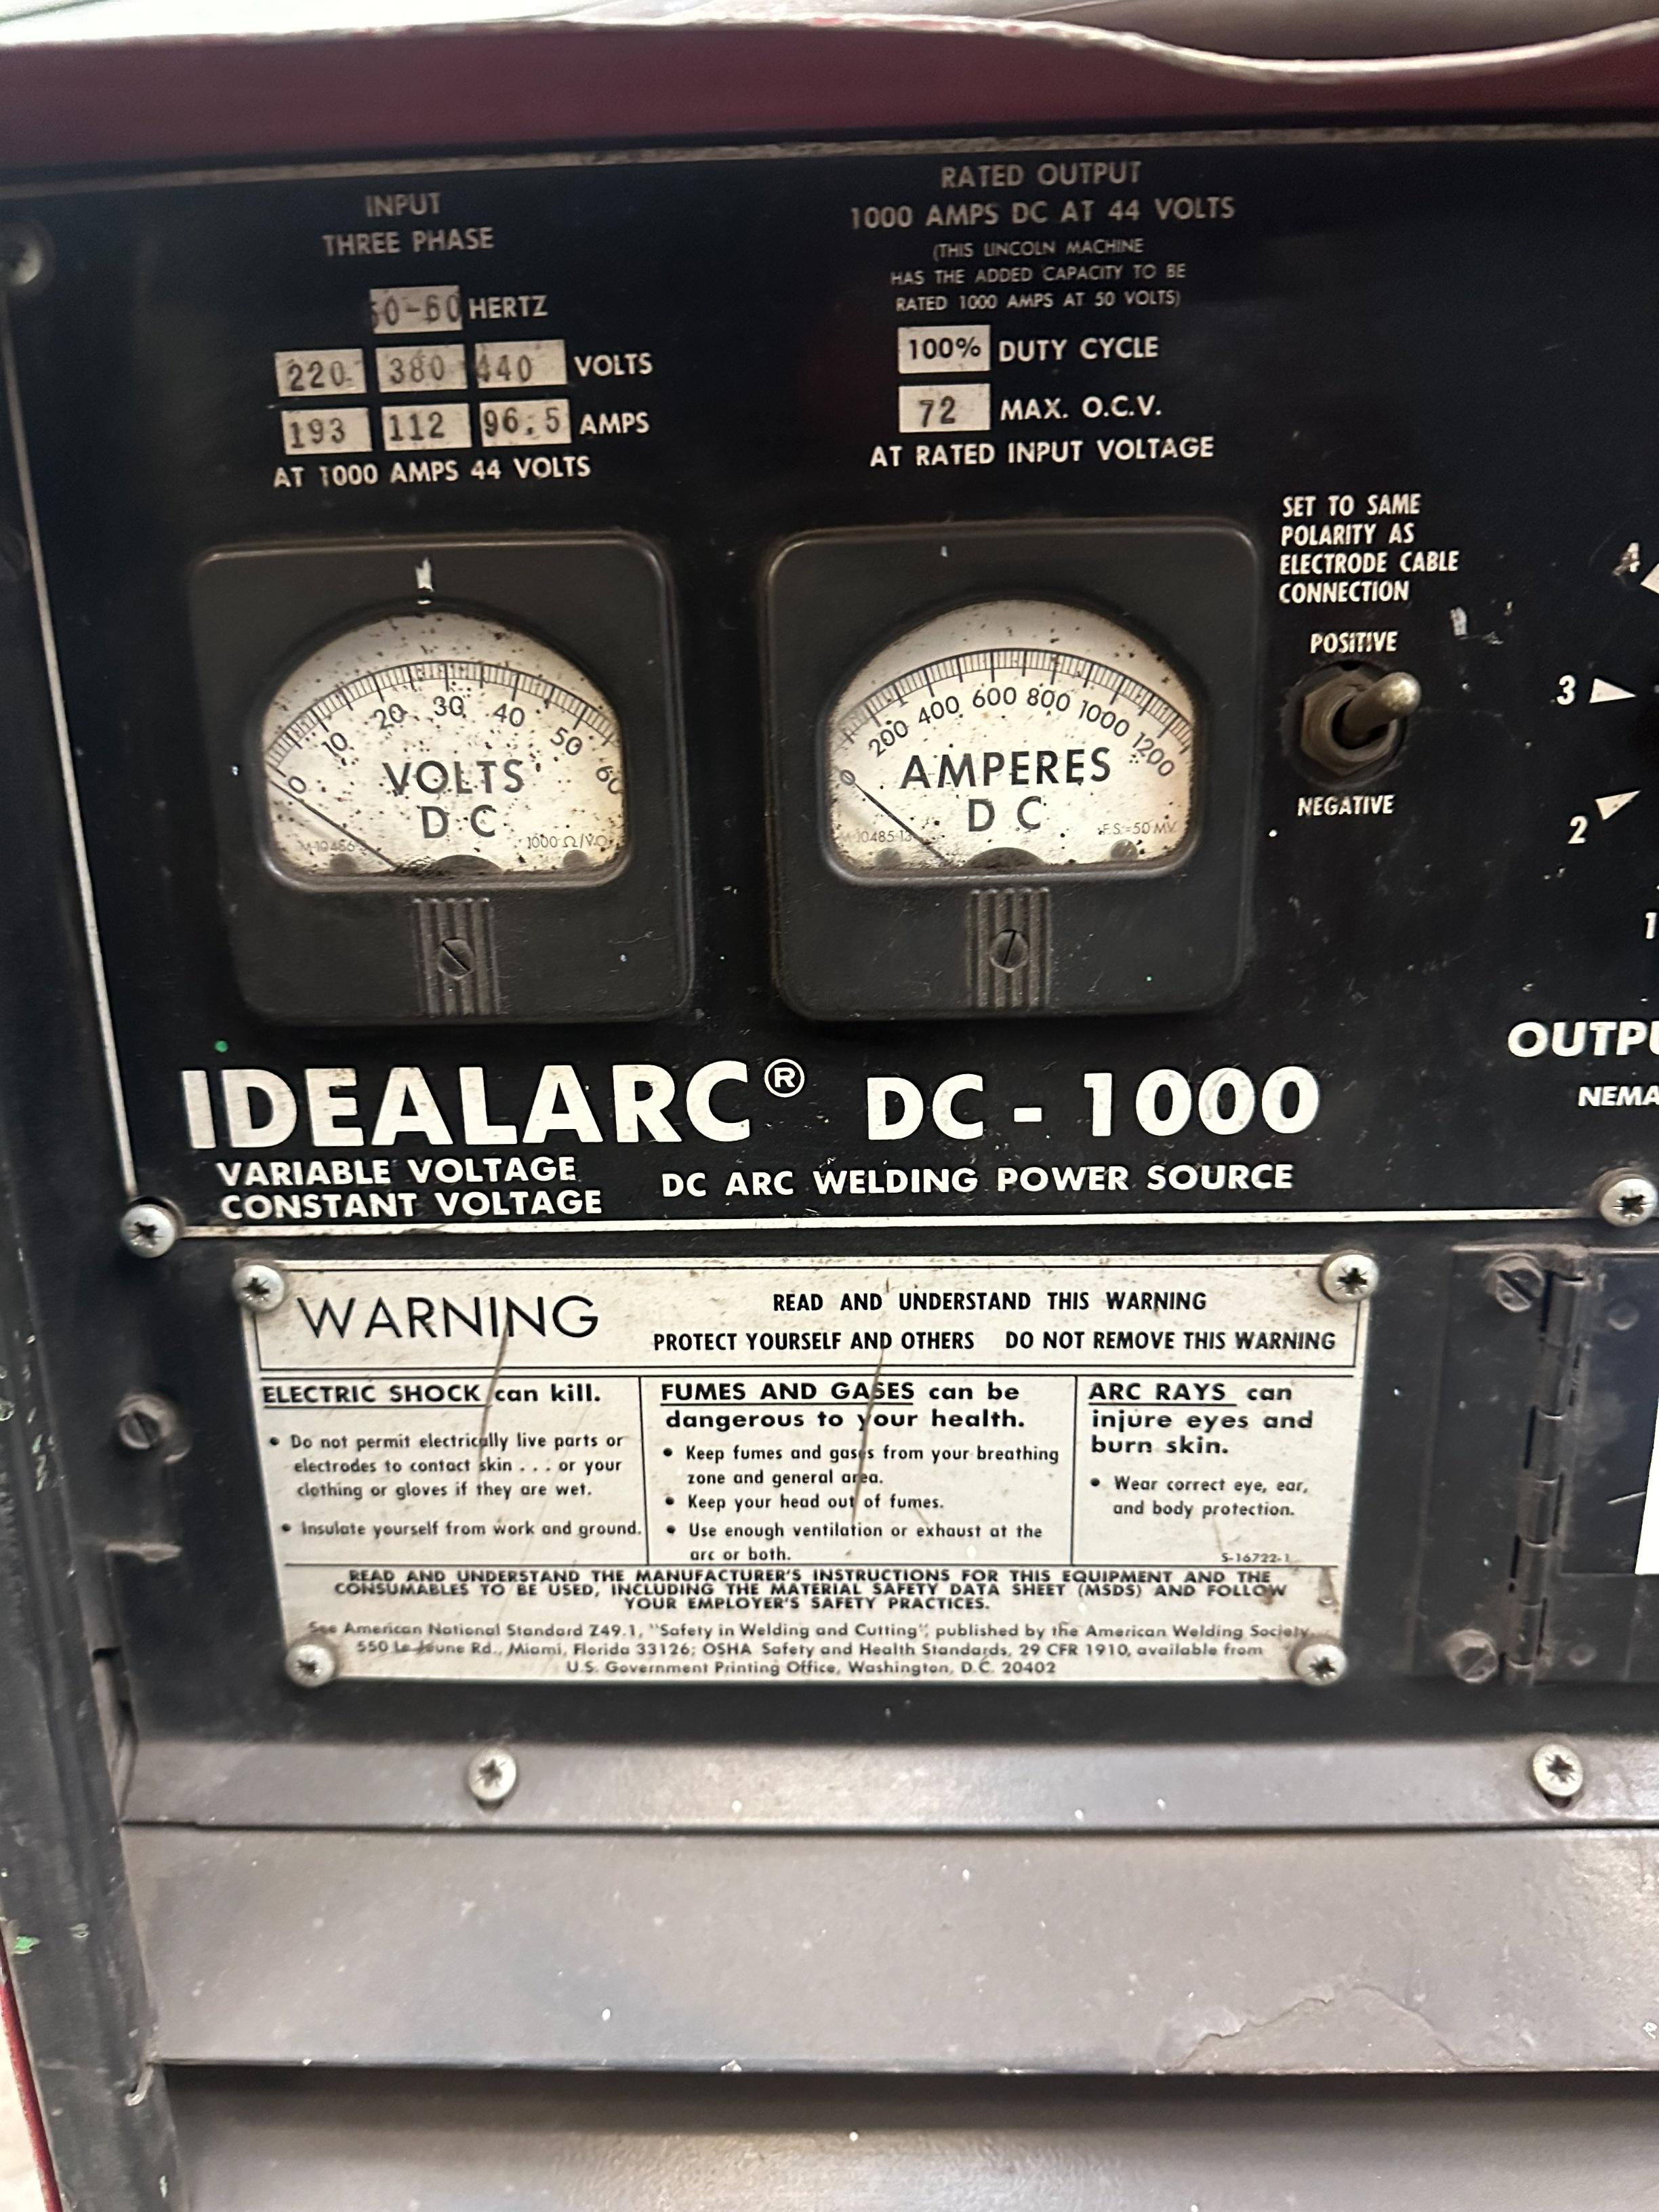 INPUT
THREE PHASE
50-60 HERTZ
220 380 440 VOLTS
193 112 96.5 AMPS
AT 1000 AMPS 44 VOLTS
RATED OUTPUT
1000 AMPS DC AT 44 VOLTS
(THIS LINCOLN MACHINE
HAS THE ADDED CAPACITY TO BE
RATED 1000 AMPS AT 50 VOLTS)
100% DUTY CYCLE
72 MAX. O.C.V.
AT RATED INPUT VOLTAGE
0 10 20 30 40 50 60
VOLTS
DC
1000 Ω/V
0 200 400 600 800 1000 1200
AMPERES
DC
F.S.=50 MV
SET TO SAME
POLARITY AS
ELECTRODE CABLE
CONNECTION
POSITIVE
NEGATIVE
4
3
2
1
NEMA
IDEALARC® DC-1000
VARIABLE VOLTAGE
CONSTANT VOLTAGE
DC ARC WELDING POWER SOURCE
WARNING
READ AND UNDERSTAND THIS WARNING
PROTECT YOURSELF AND OTHERS DO NOT REMOVE THIS WARNING
ELECTRIC SHOCK can kill.
• Do not permit electrically live parts or
electrodes to contact skin . . . or your
clothing or gloves if they are wet.
• Insulate yourself from work and ground.
FUMES AND GASES can be
dangerous to your health.
• Keep fumes and gases from your breathing
zone and general area.
• Keep your head out of fumes.
• Use enough ventilation or exhaust at the
arc or both.
ARC RAYS can
injure eyes and
burn skin.
• Wear correct eye, ear,
and body protection.
S-16722-1
READ AND UNDERSTAND THE MANUFACTURER'S INSTRUCTIONS FOR THIS EQUIPMENT AND THE
CONSUMABLES TO BE USED, INCLUDING THE MATERIAL SAFETY DATA SHEET (MSDS) AND FOLLOW
YOUR EMPLOYER'S SAFETY PRACTICES.
See American National Standard Z49.1, "Safety in Welding and Cutting", published by the American Welding Society,
550 Le Jeune Rd., Miami, Florida 33126; OSHA Safety and Health Standards, 29 CFR 1910, available from
U.S. Government Printing Office, Washington, D.C. 20402